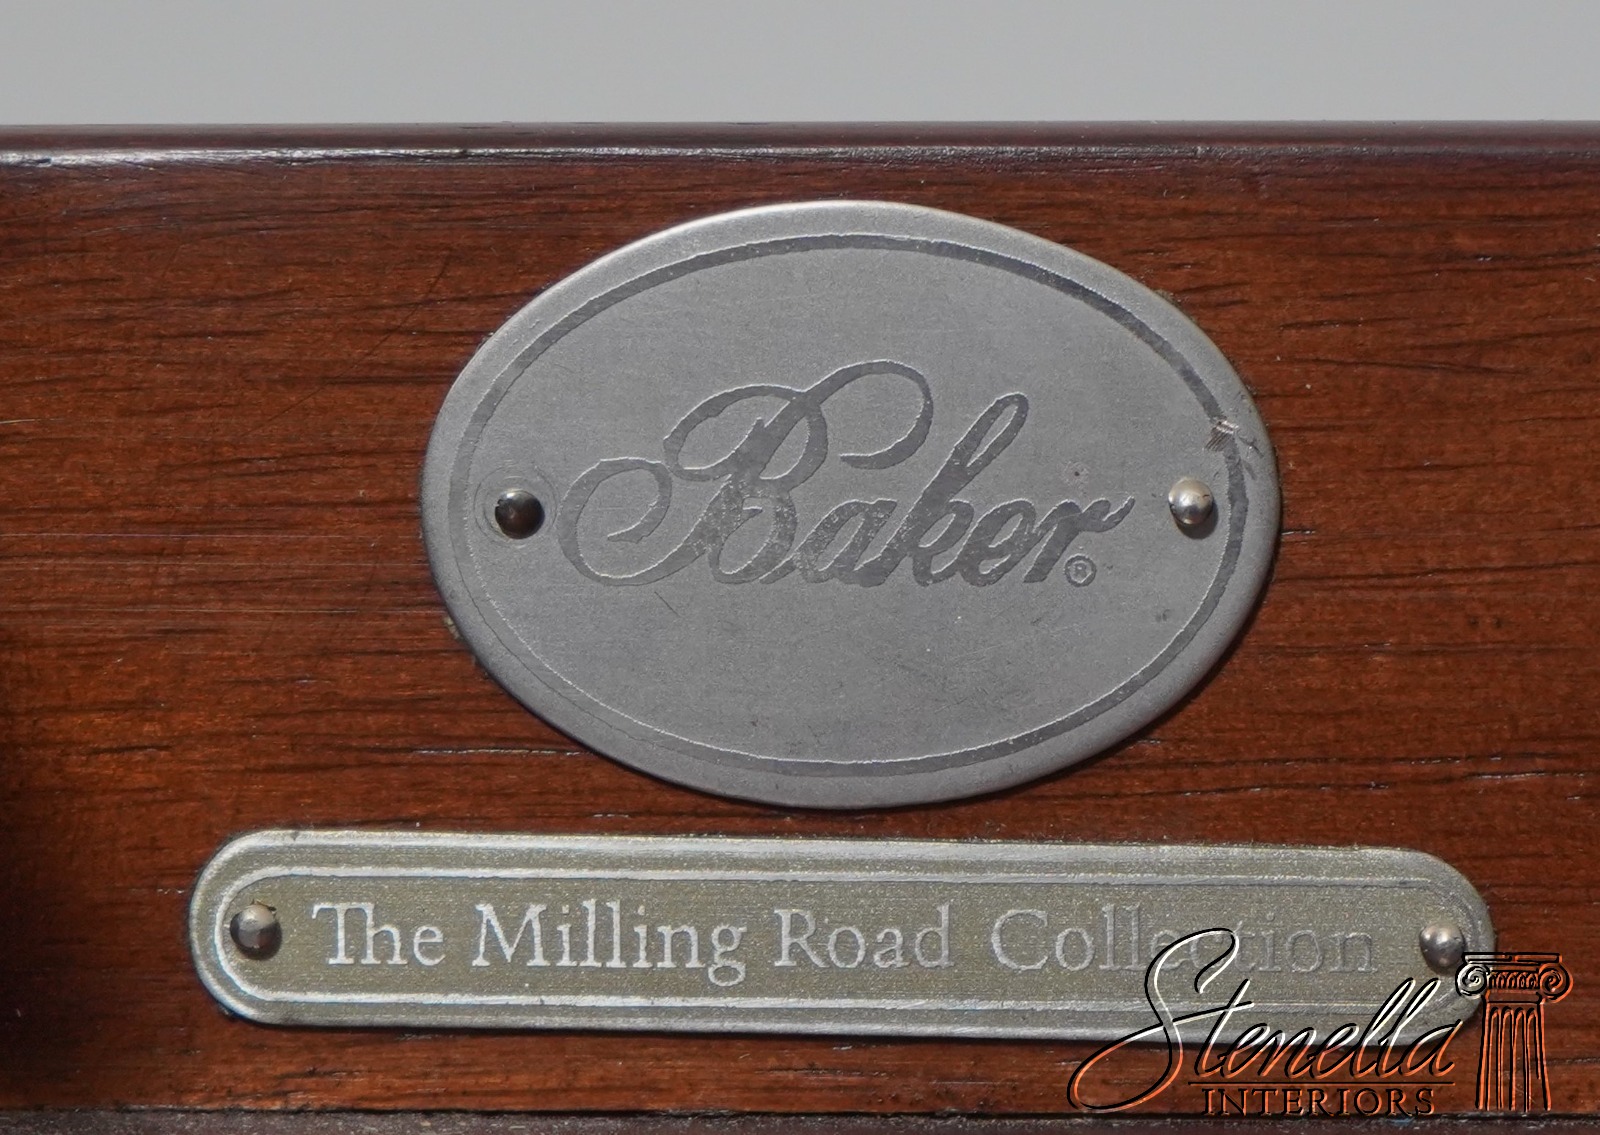 Baker®
The Milling Road Collection
Stenella
INTERIORS